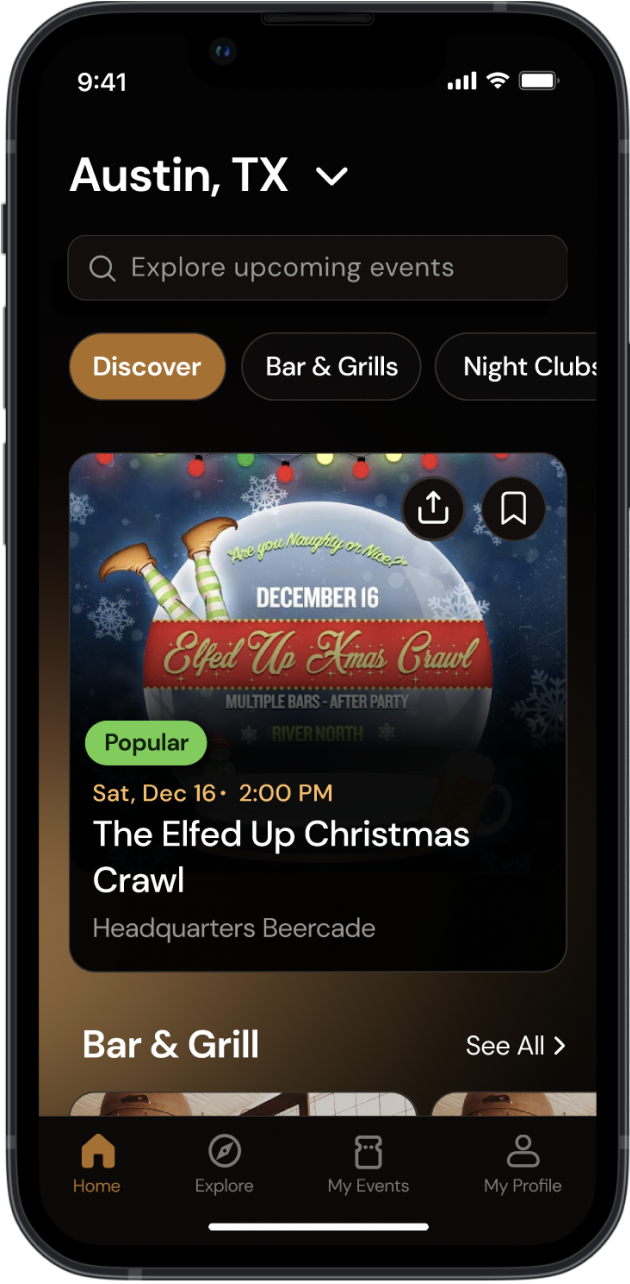 9:41
Austin, TX
Explore upcoming events
Discover
Bar & Grills
Night Clubs
Are you Naughty or Nice?
DECEMBER 16
Elfed Up Xmas Crawl
MULTIPLE BARS - AFTER PARTY
RIVER NORTH
Popular
Sat, Dec 16 • 2:00 PM
The Elfed Up Christmas
Crawl
Headquarters Beercade
Bar & Grill
See All
Home
Explore
My Events
My Profile